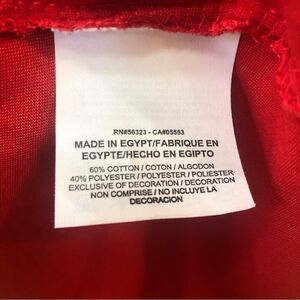 RN#56323 - CA#05553
MADE IN EGYPT/FABRIQUE EN
EGYPTE/HECHO EN EGIPTO
60% COTTON / COTON / ALGODON
40% POLYESTER / POLYESTER / POLIESTER
EXCLUSIVE OF DECORATION / DECORATION
NON COMPRISE / NO INCLUYE LA
DECORACION